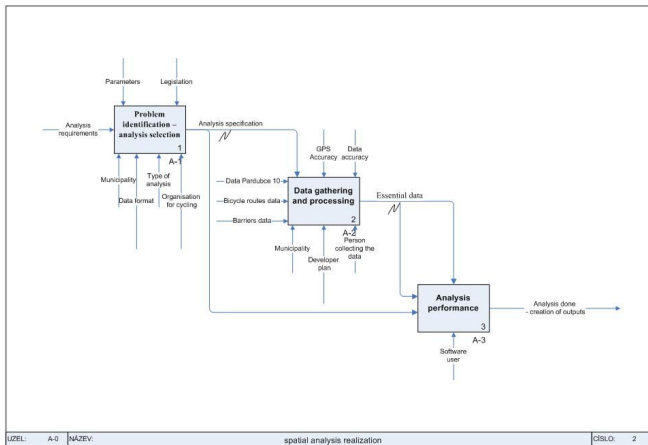 Parameters
Legislation
Analysis
requirements
Problem
identification –
analysis selection
1
A-1
Analysis specification
Municipality
Data format
Type of
analysis
Organisation
for cycling
GPS
Accuracy
Data
accuracy
Data Pardubce 10
Bicycle routes data
Barriers data
Data gathering
and processing
2
A-2
Essential data
Municipality
Developer
plan
Person
collecting the
data
Analysis
performance
3
A-3
Analysis done
- creation of outputs
Software
user
UZEL: A-0 NÁZEV: spatial analysis realization ČÍSLO: 2